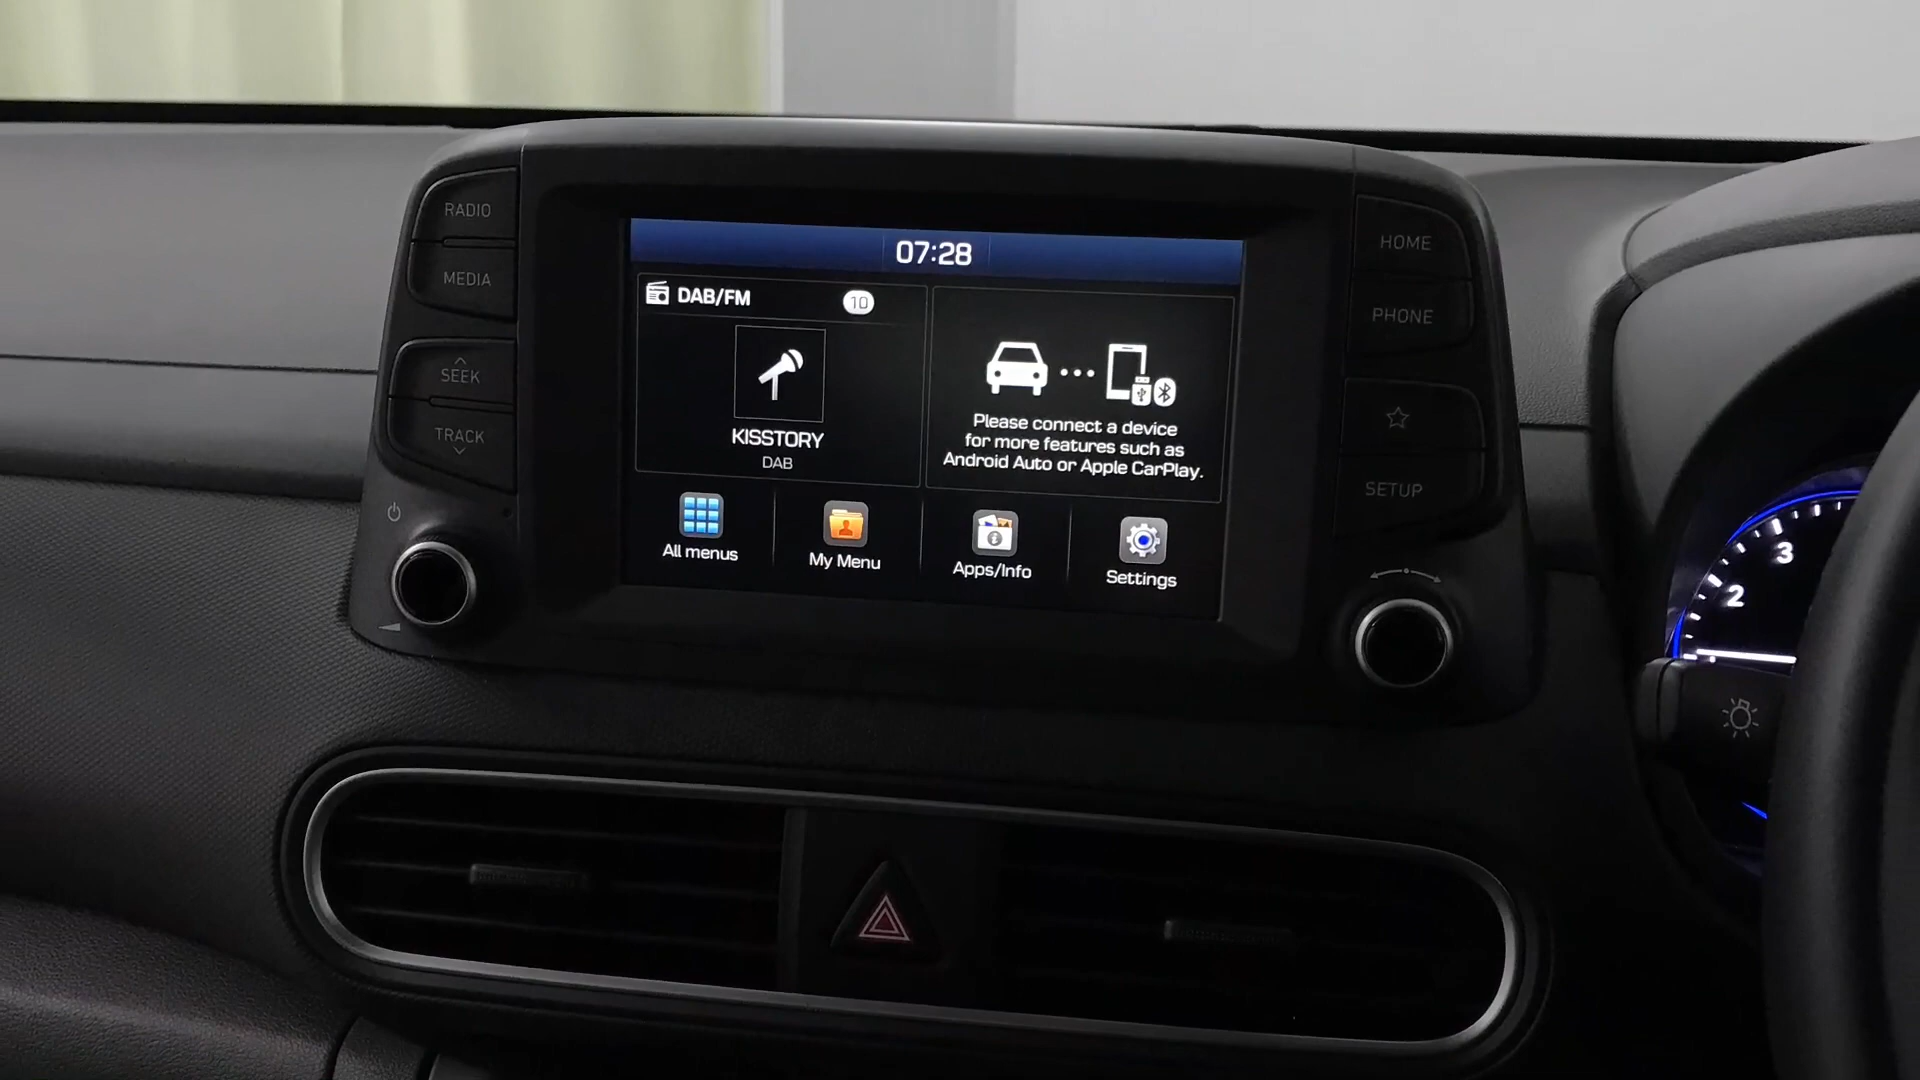 RADIO
MEDIA
SEEK
TRACK
07:28
DAB/FM
10
KISSTORY
DAB
Please connect a device
for more features such as
Android Auto or Apple CarPlay.
All menus
My Menu
Apps/Info
Settings
HOME
PHONE
SETUP
3
2